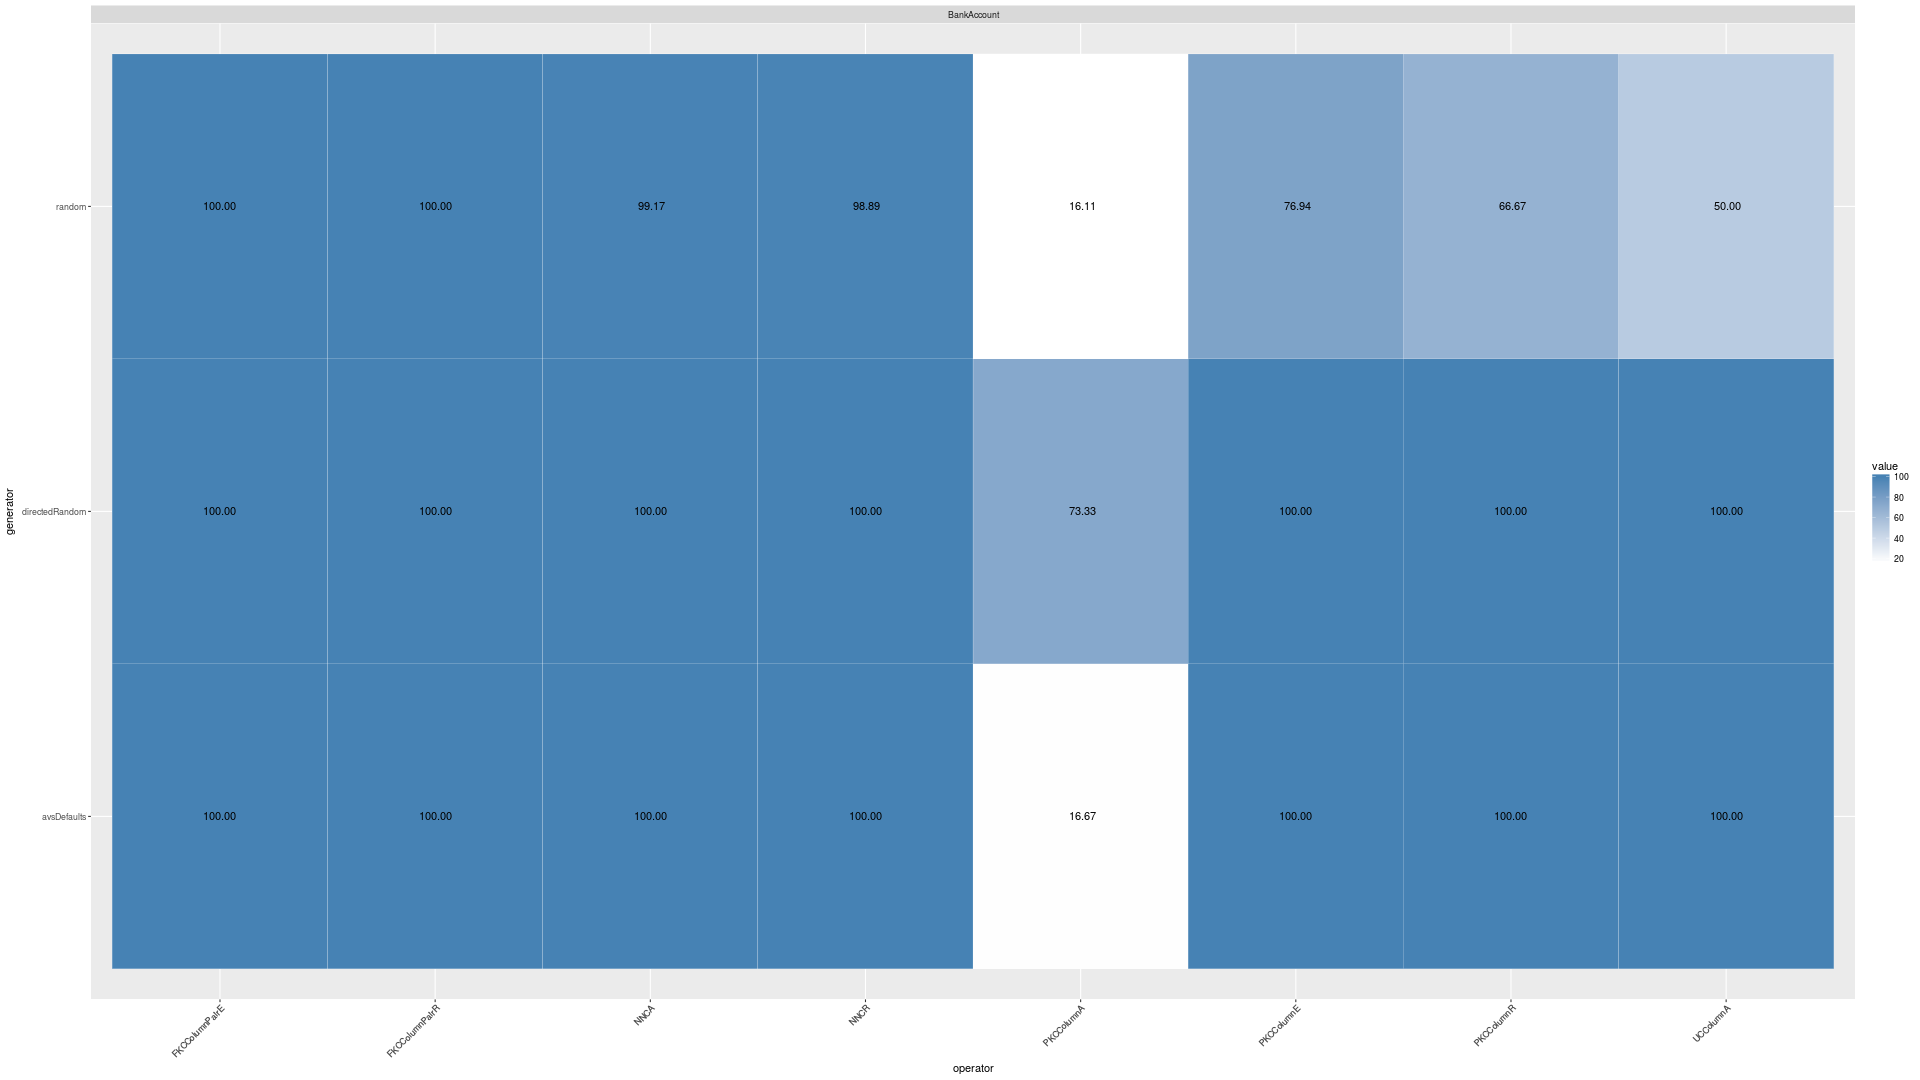 BankAccount
random
100.00 100.00 99.17 98.89 16.11 76.94 66.67 50.00
generator
directedRandom
100.00 100.00 100.00 100.00 73.33 100.00 100.00 100.00
avsDefaults
100.00 100.00 100.00 100.00 16.67 100.00 100.00 100.00
FKCColumnPairE FKCColumnPairR NNCA NNCR PKCColumnA PKCColumnE PKCColumnR UCColumnA
operator
value
100
80
60
40
20